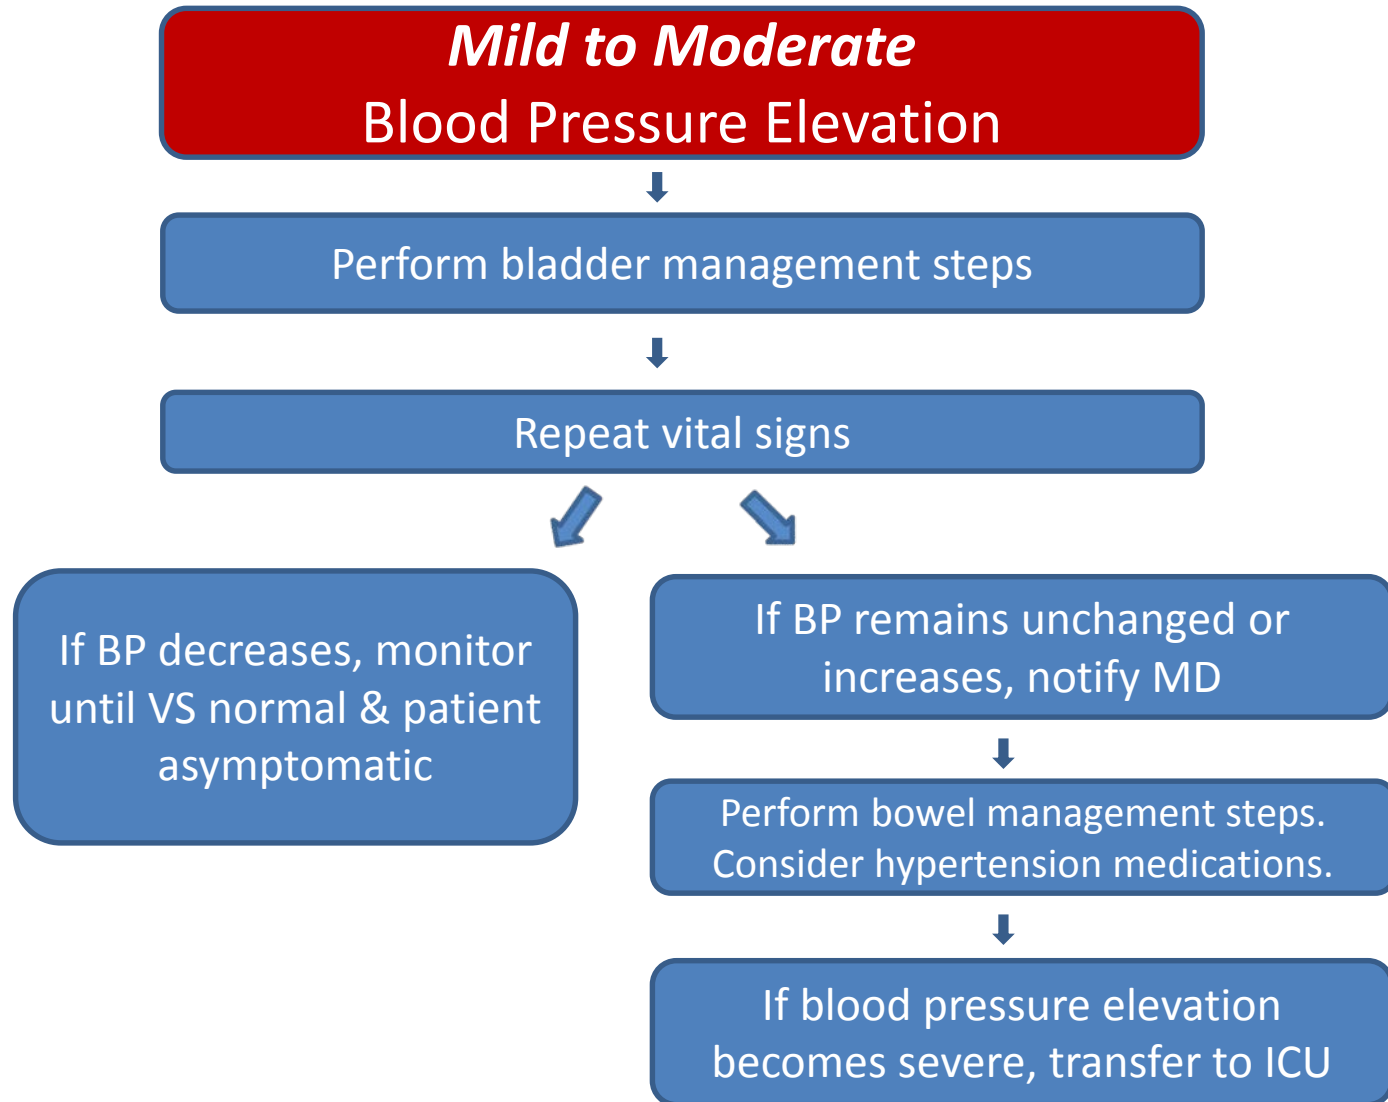 Mild to Moderate
Blood Pressure Elevation
Perform bladder management steps
Repeat vital signs
If BP decreases, monitor
until VS normal & patient
asymptomatic
If BP remains unchanged or
increases, notify MD
Perform bowel management steps.
Consider hypertension medications.
If blood pressure elevation
becomes severe, transfer to ICU